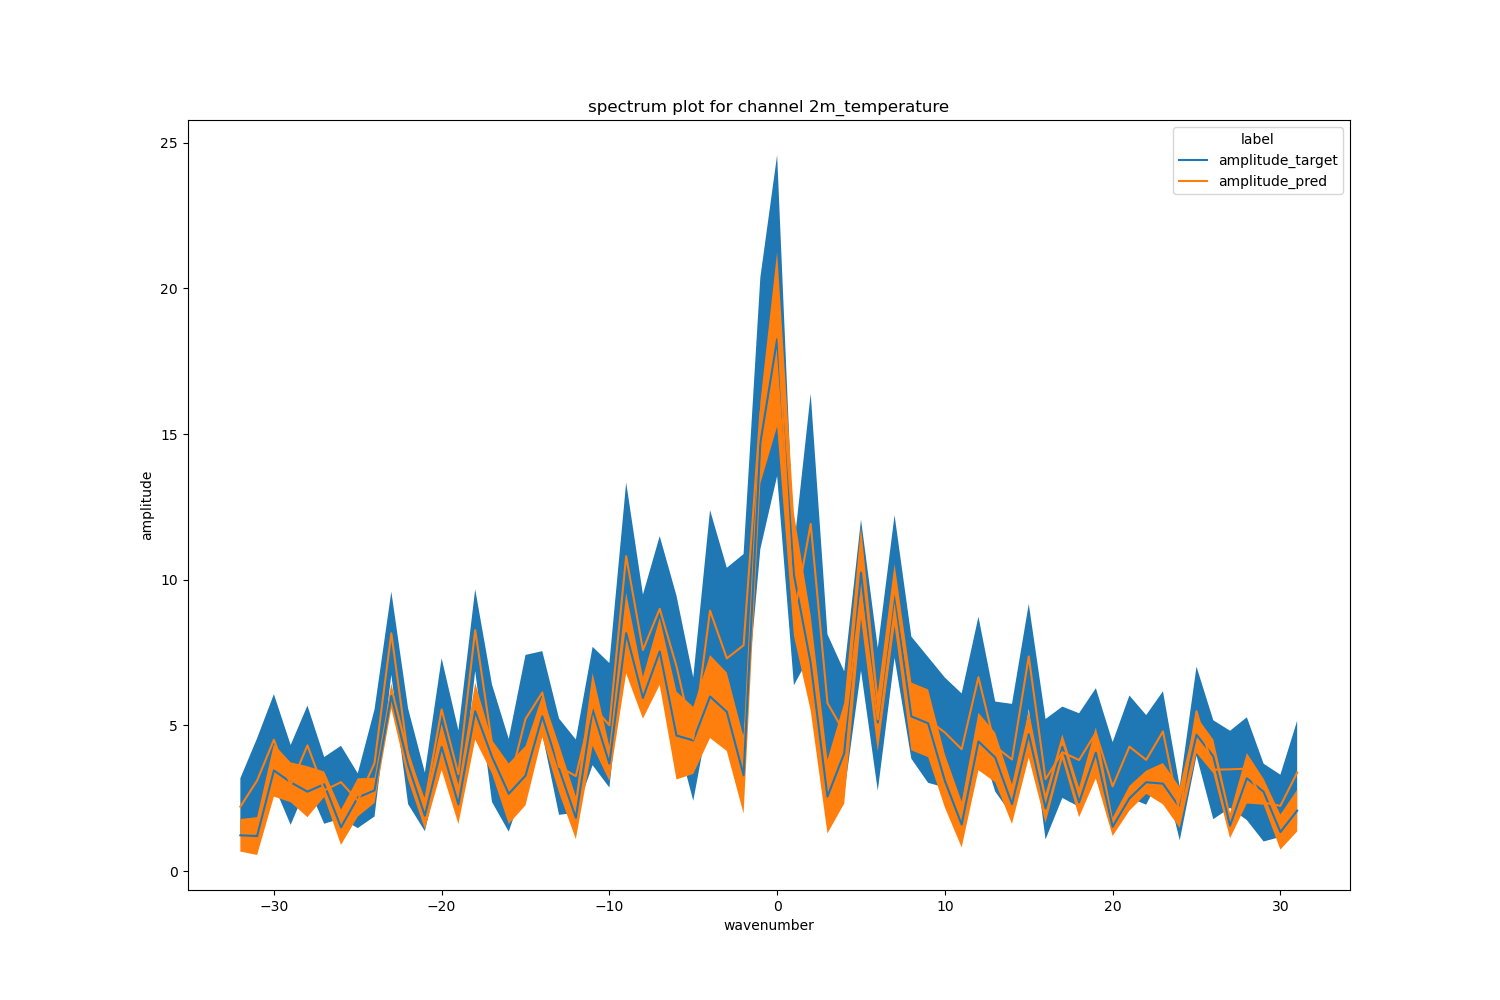 spectrum plot for channel 2m_temperature
label
amplitude_target
amplitude_pred
25
20
15
10
5
0
amplitude
−30
−20
−10
0
10
20
30
wavenumber